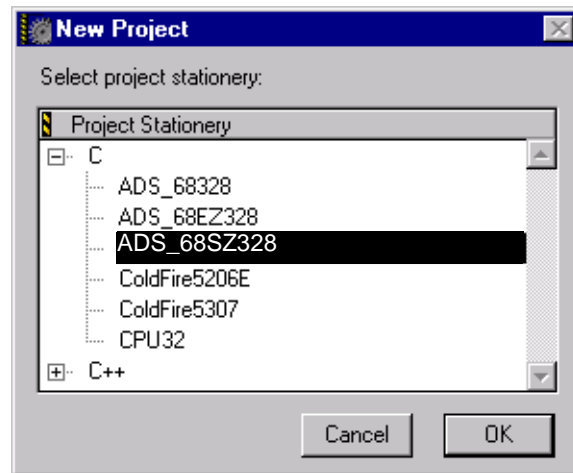 New Project
Select project stationery:
Project Stationery
C
ADS_68328
ADS_68EZ328
ADS_68SZ328
ColdFire5206E
ColdFire5307
CPU32
C++
Cancel OK